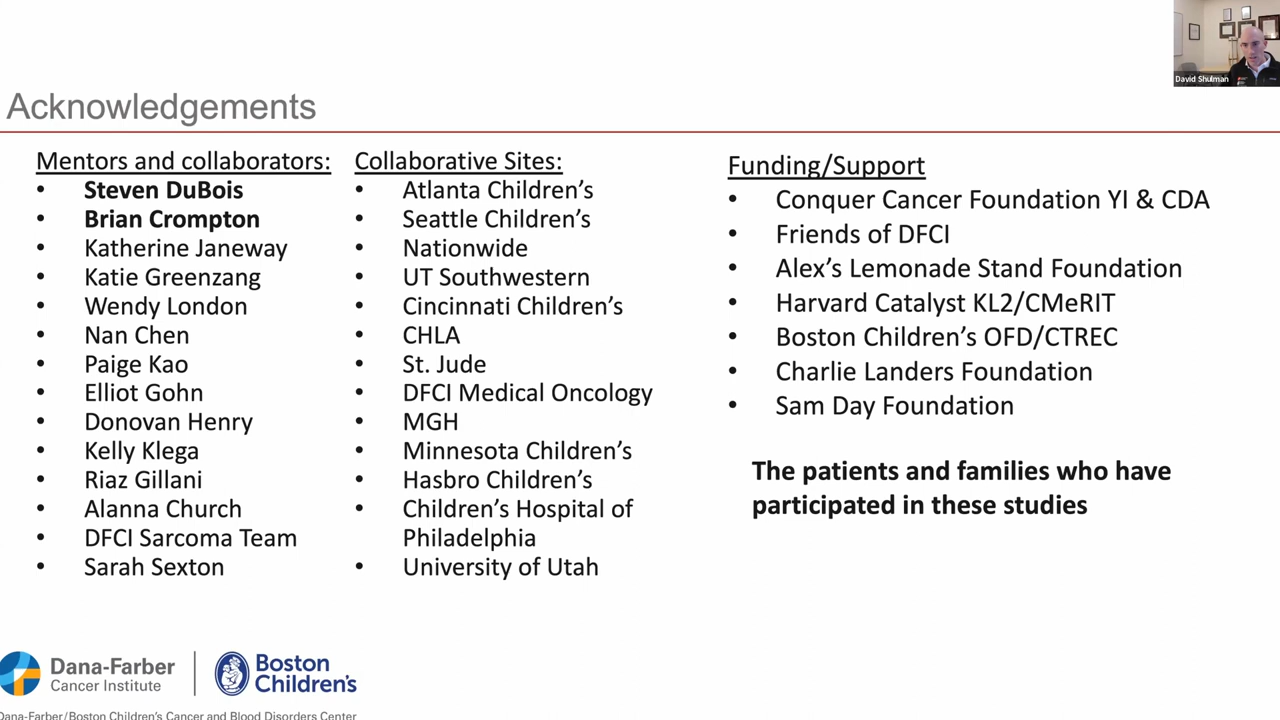 David Shulman
Acknowledgements
Mentors and collaborators:
• Steven DuBois
• Brian Crompton
• Katherine Janeway
• Katie Greenzang
• Wendy London
• Nan Chen
• Paige Kao
• Elliot Gohn
• Donovan Henry
• Kelly Klega
• Riaz Gillani
• Alanna Church
• DFCI Sarcoma Team
• Sarah Sexton
Collaborative Sites:
• Atlanta Children's
• Seattle Children's
• Nationwide
• UT Southwestern
• Cincinnati Children's
• CHLA
• St. Jude
• DFCI Medical Oncology
• MGH
• Minnesota Children's
• Hasbro Children's
• Children's Hospital of
Philadelphia
• University of Utah
Funding/Support
• Conquer Cancer Foundation YI & CDA
• Friends of DFCI
• Alex's Lemonade Stand Foundation
• Harvard Catalyst KL2/CMeRIT
• Boston Children's OFD/CTREC
• Charlie Landers Foundation
• Sam Day Foundation
The patients and families who have
participated in these studies
Dana-Farber
Cancer Institute
Boston
Children's
Dana-Farber/Boston Children's Cancer and Blood Disorders Center